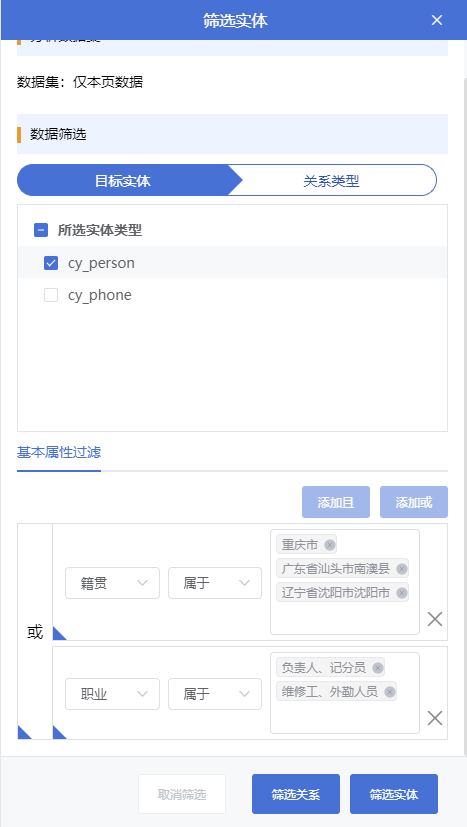 筛选实体
数据集：仅本页数据
数据筛选
目标实体
关系类型
所选实体类型
cy_person
cy_phone
基本属性过滤
添加且
添加或
或
籍贯
属于
重庆市
广东省汕头市南澳县
辽宁省沈阳市沈阳市
职业
属于
负责人、记分员
维修工、外勤人员
取消筛选
筛选关系
筛选实体